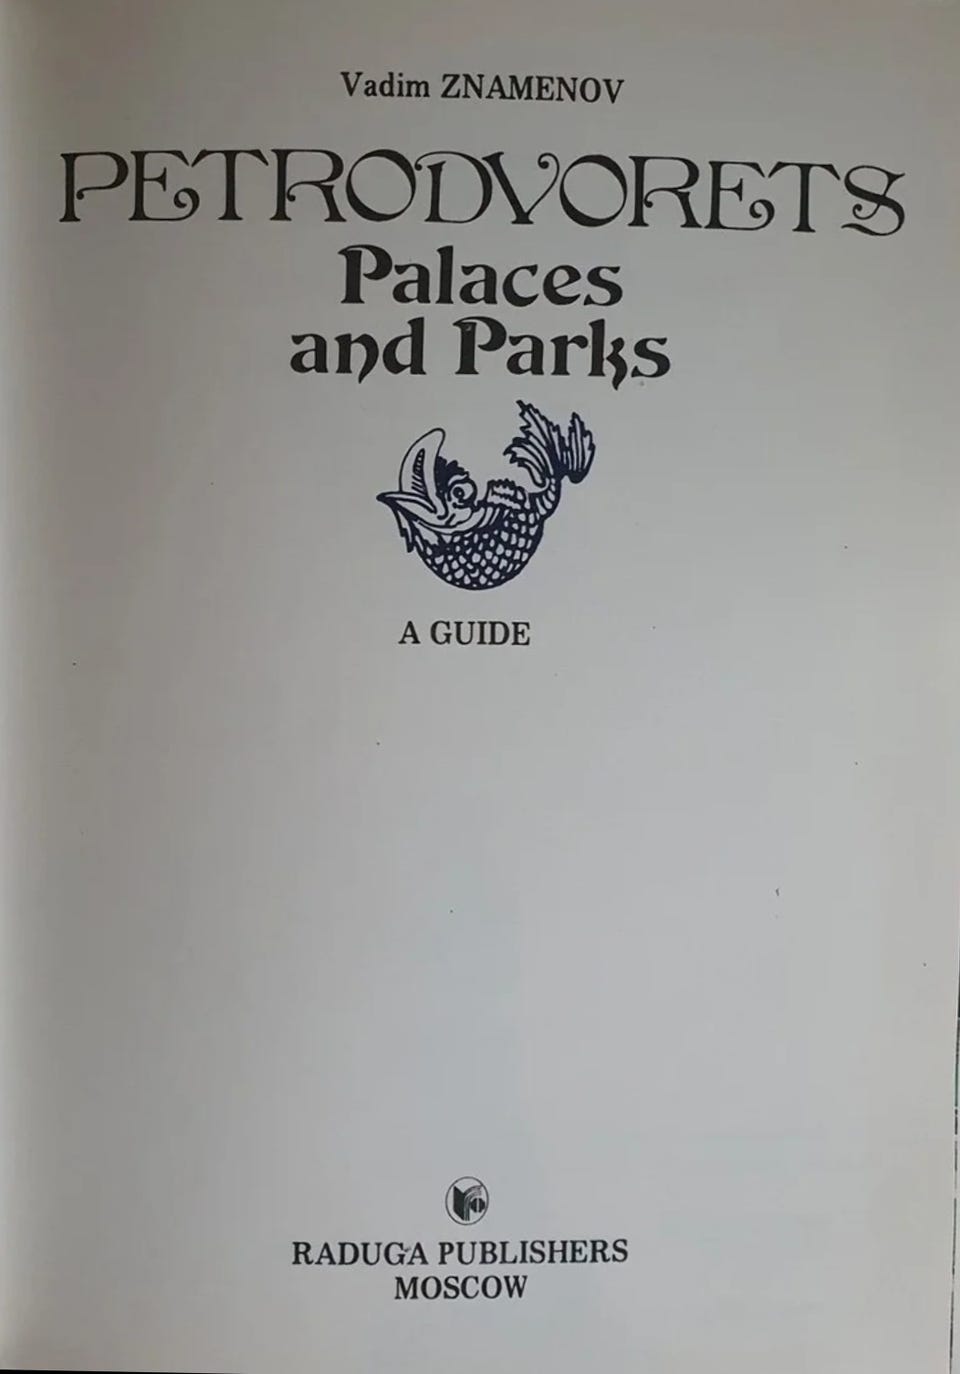 Vadim ZNAMENOV
PETRODVORETS
Palaces
and Parks
A GUIDE
RADUGA PUBLISHERS
MOSCOW